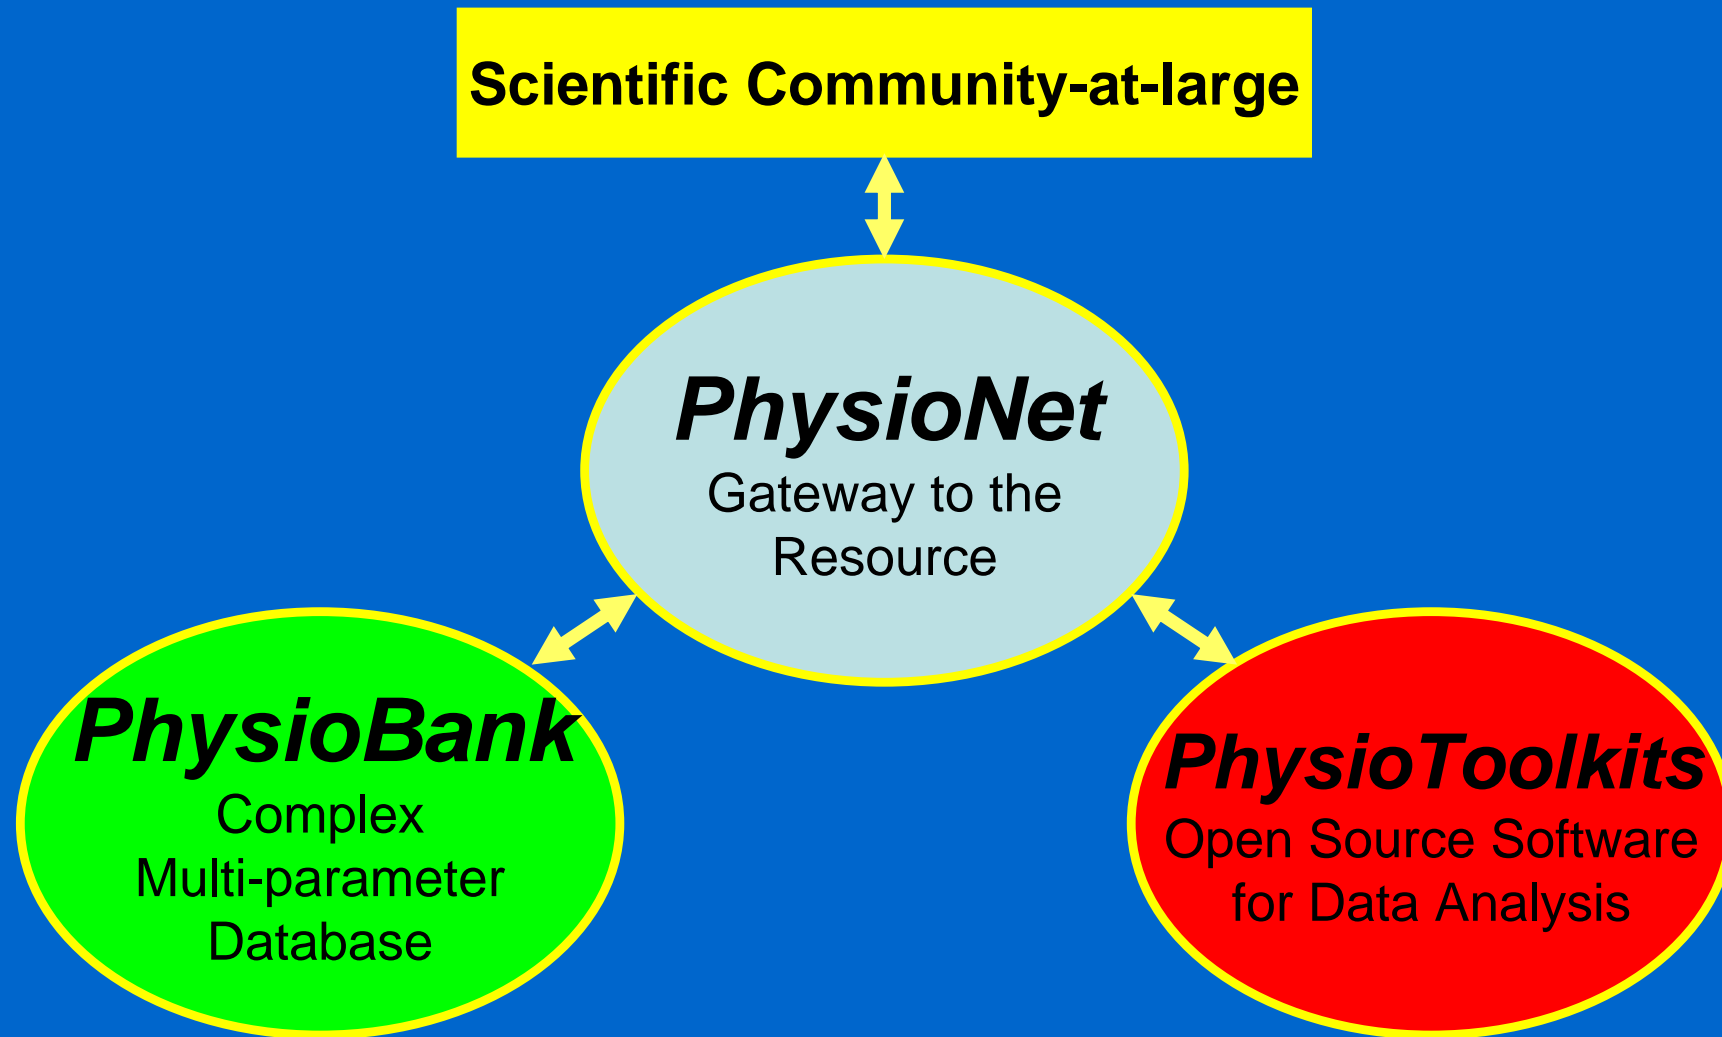 Scientific Community-at-large
PhysioNet
Gateway to the
Resource
PhysioBank
Complex
Multi-parameter
Database
PhysioToolkits
Open Source Software
for Data Analysis